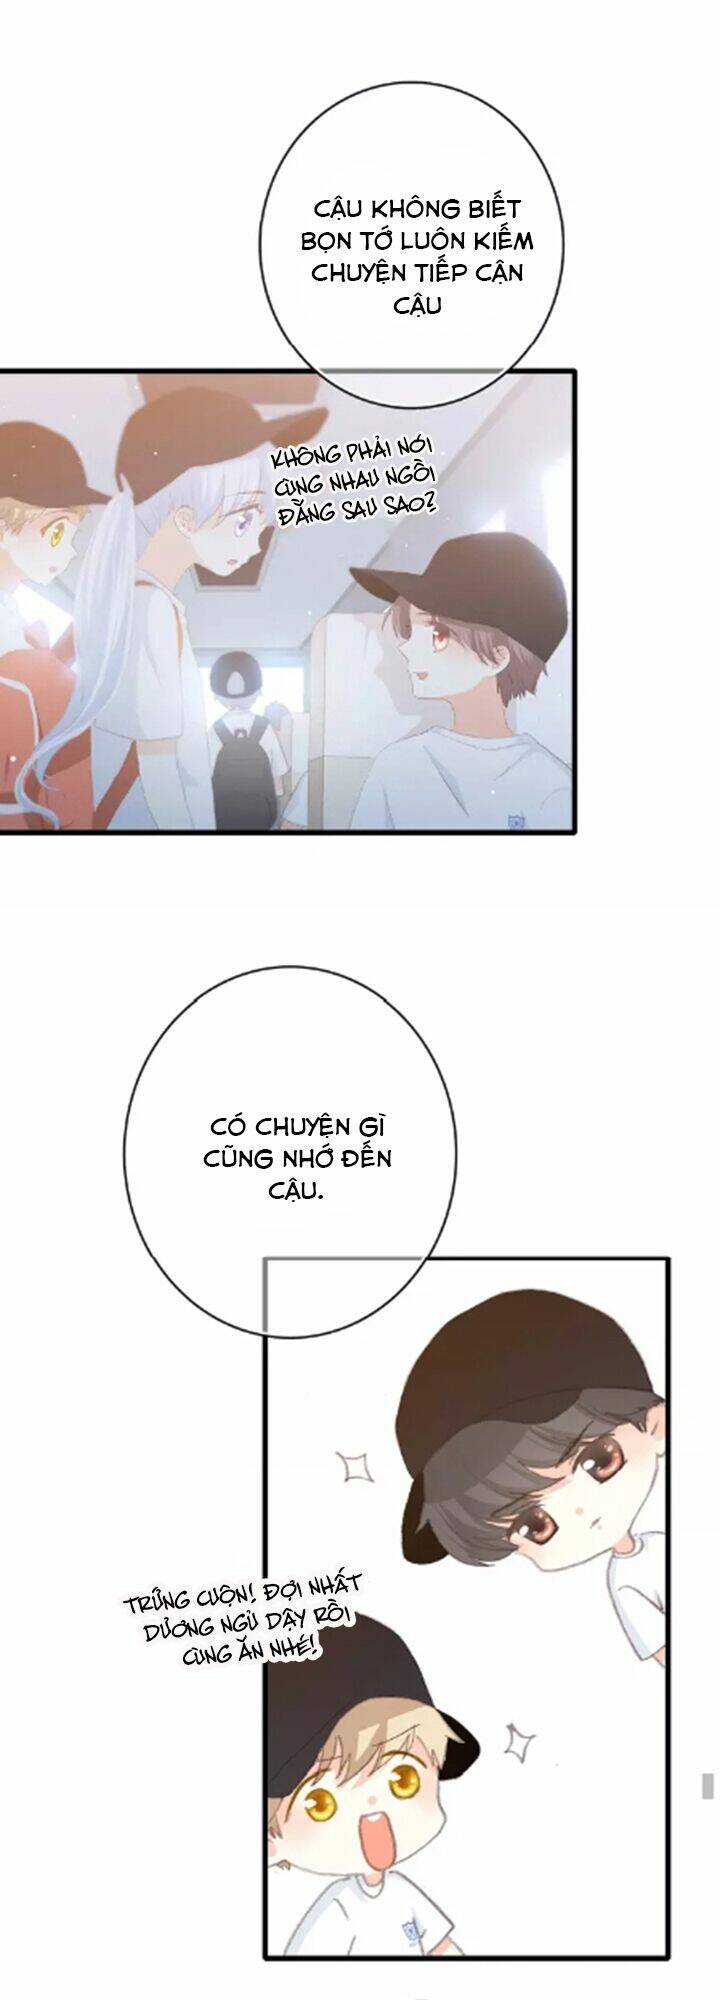 CẬU KHÔNG BIẾT
BỌN TỚ LUÔN KIẾM
CHUYỆN TIẾP CẬN
CẬU
KHÔNG PHẢI NÓI
CÙNG NHAU NGỒI
ĐẰNG SAU SAO?
CÓ CHUYỆN GÌ
CŨNG NHỚ ĐẾN
CẬU.
TRỨNG CUỘN! ĐỢI NHẤT
DƯƠNG NGỦ DẬY RỒI
CÙNG ĂN NHÉ!